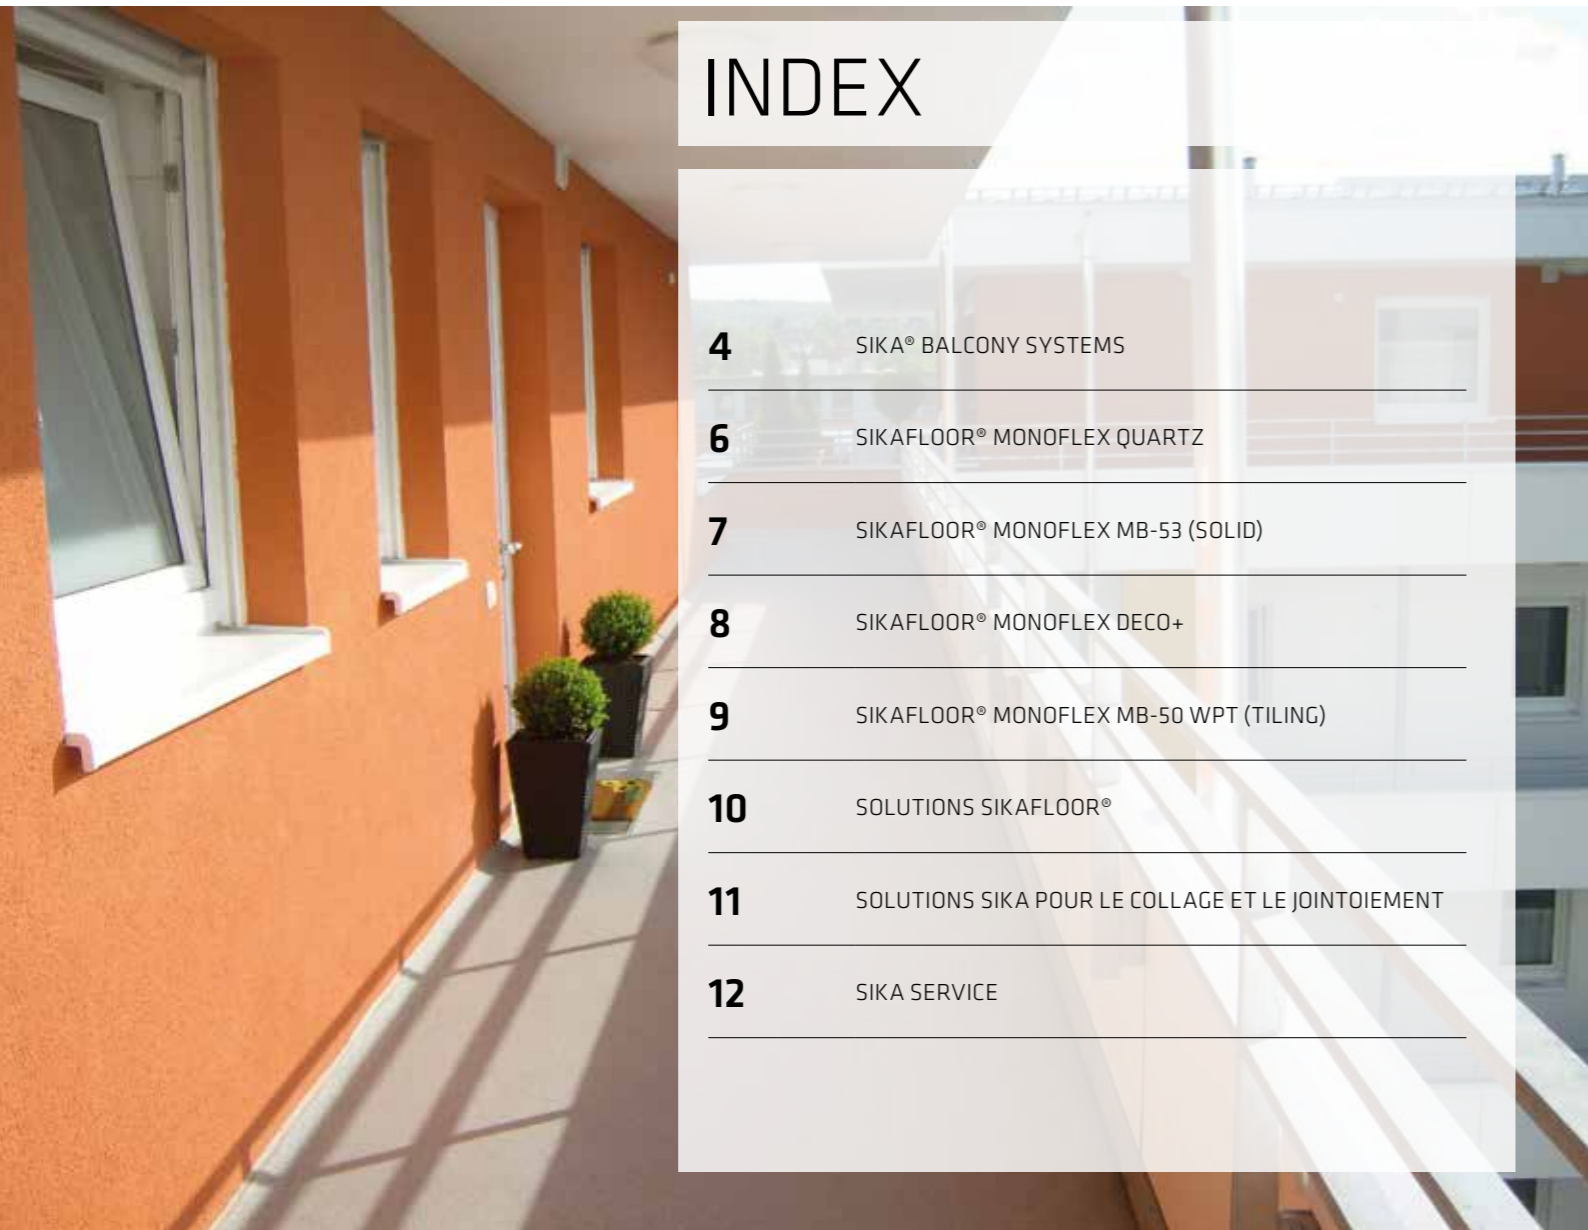 INDEX
4 SIKA® BALCONY SYSTEMS
6 SIKAFLOOR® MONOFLEX QUARTZ
7 SIKAFLOOR® MONOFLEX MB-53 (SOLID)
8 SIKAFLOOR® MONOFLEX DECO+
9 SIKAFLOOR® MONOFLEX MB-50 WPT (TILING)
10 SOLUTIONS SIKAFLOOR®
11 SOLUTIONS SIKA POUR LE COLLAGE ET LE JOINTOIEMENT
12 SIKA SERVICE